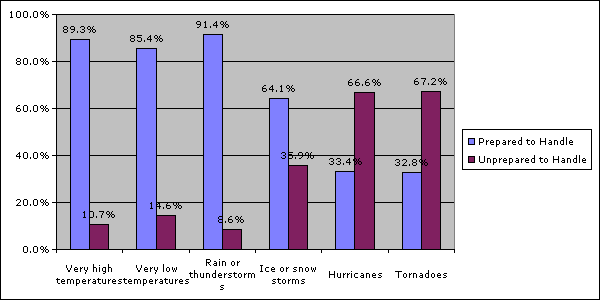 100.0%
80.0%
60.0%
40.0%
20.0%
0.0%
89.3%
10.7%
85.4%
14.6%
91.4%
8.6%
64.1%
35.9%
33.4%
66.6%
32.8%
67.2%
Very high
temperatures
Very low
temperatures
Rain or
thunderstorm
s
Ice or snow
storms
Hurricanes
Tornadoes
Prepared to Handle
Unprepared to Handle